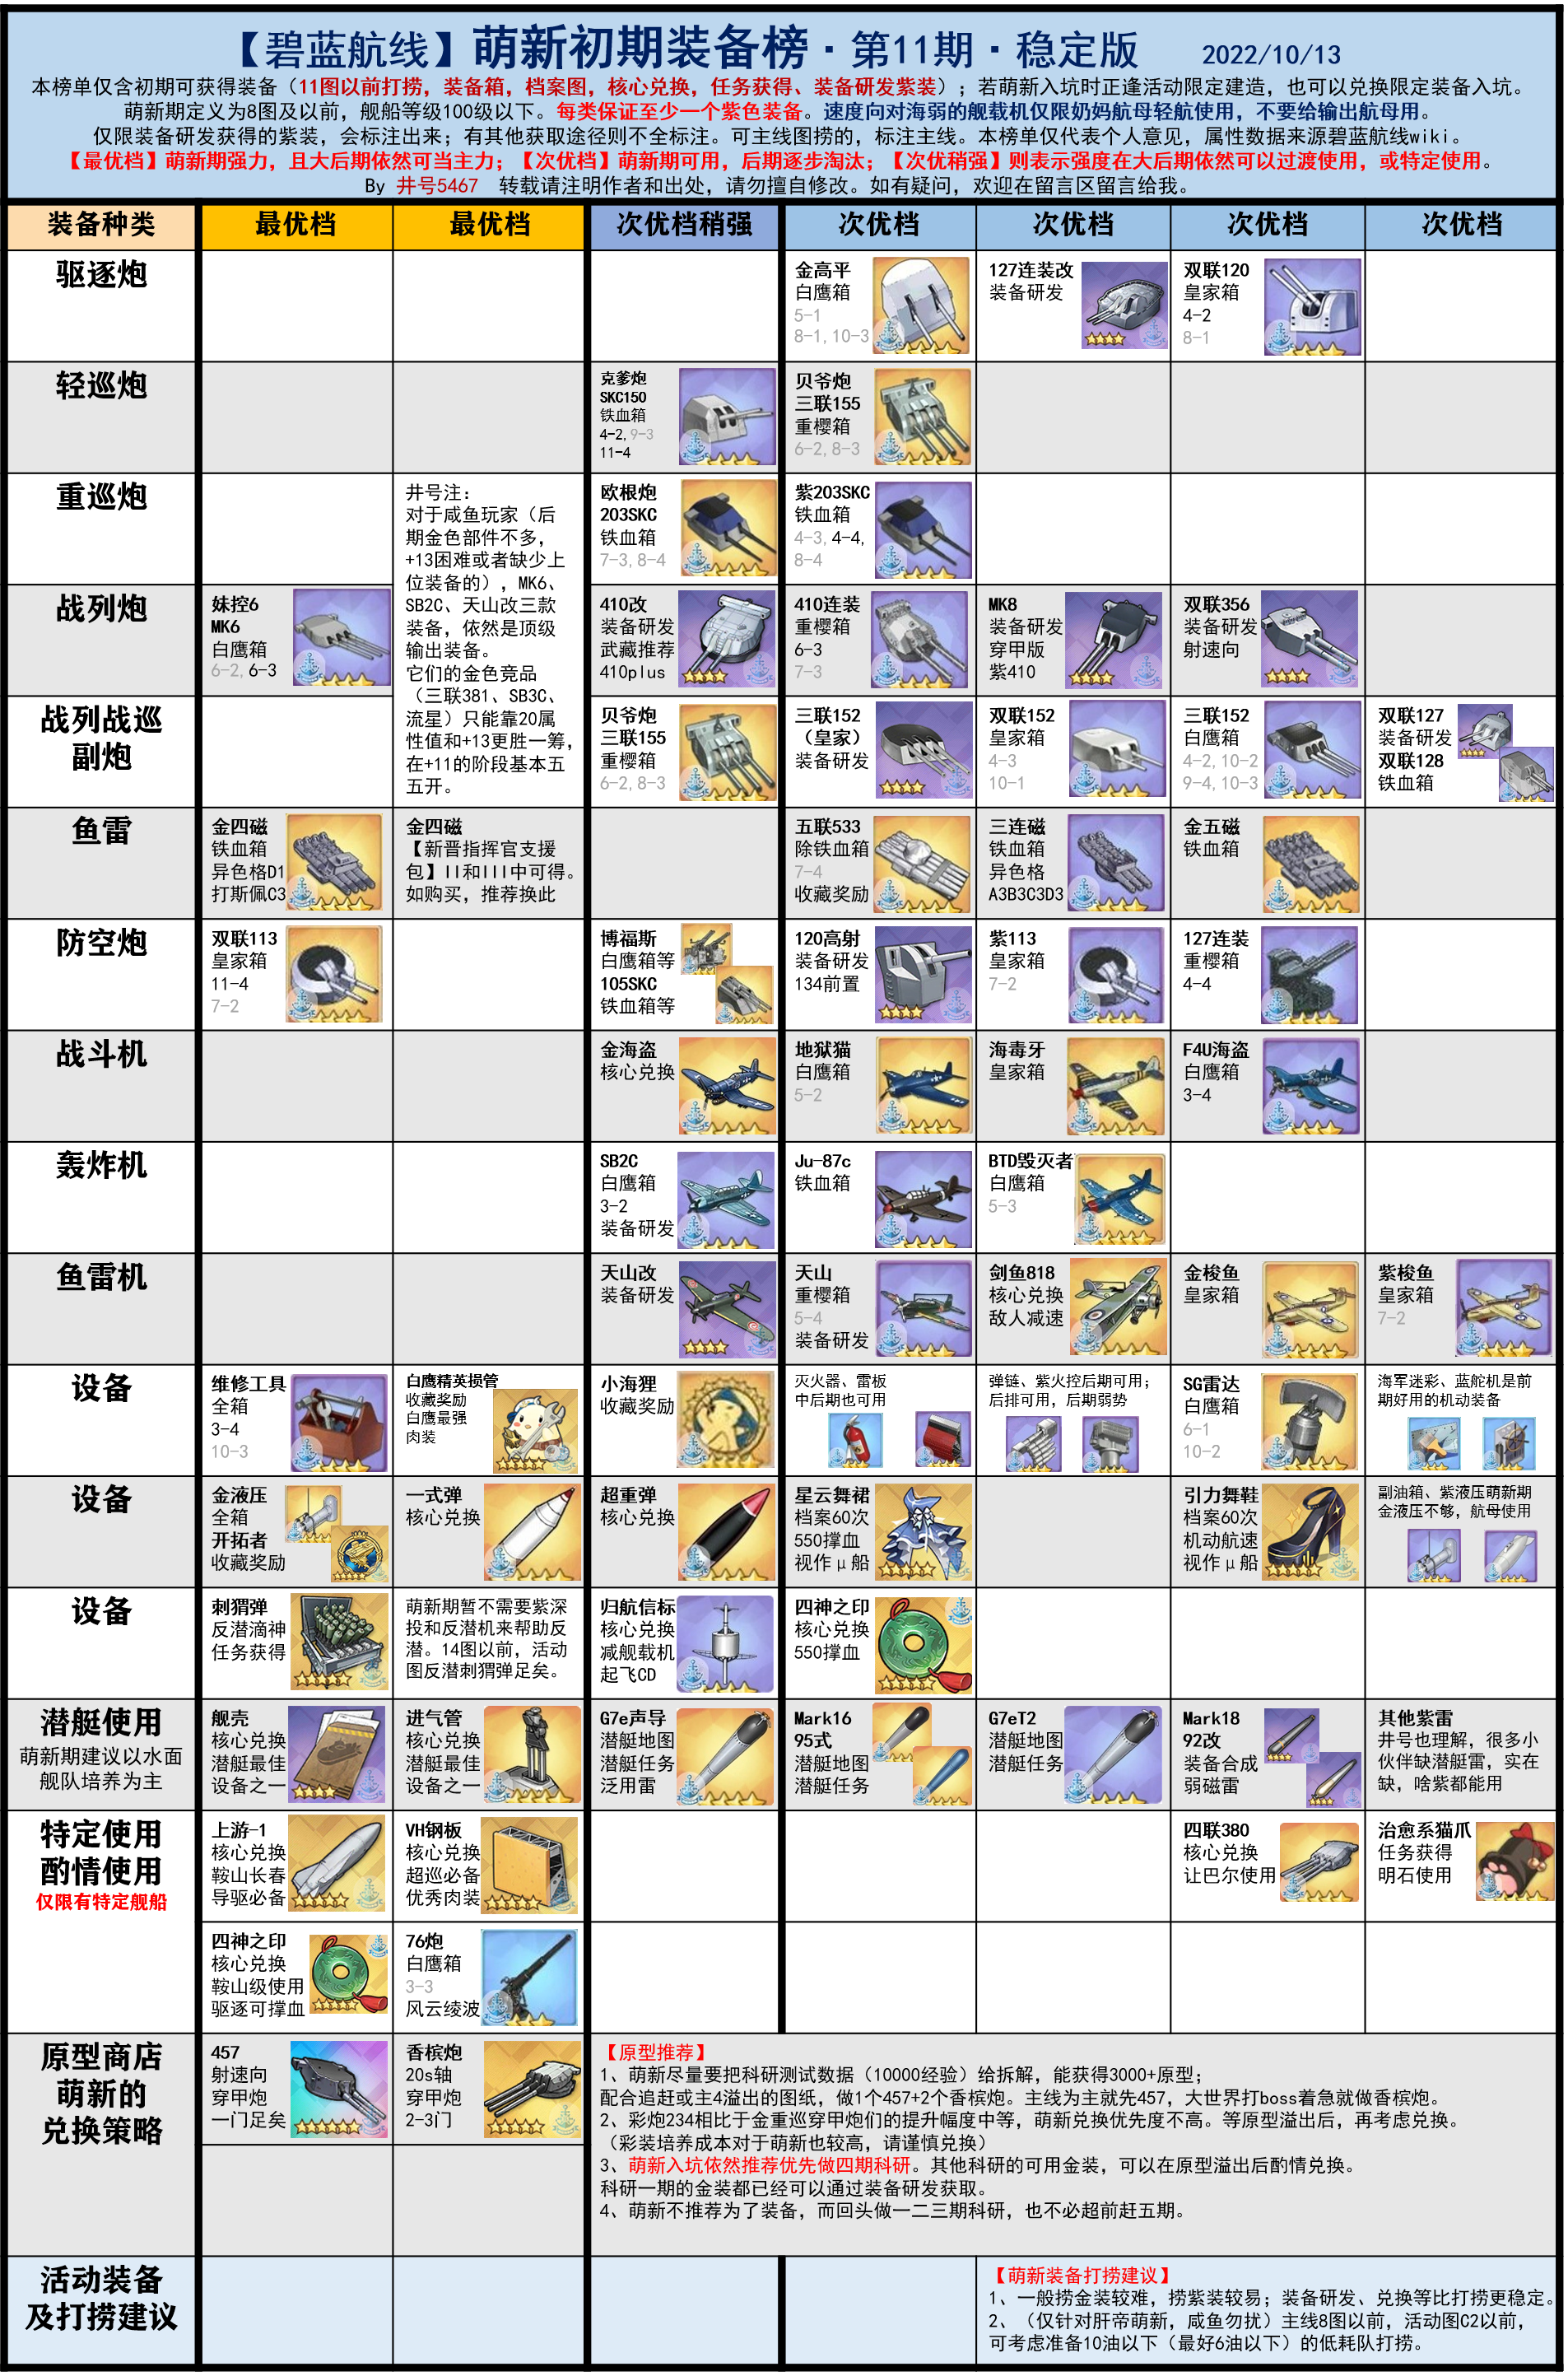 【碧蓝航线】萌新初期装备榜·第11期·稳定版 2022/10/13
本榜单仅含初期可获得装备（11图以前打捞，装备箱，档案图，核心兑换，任务获得、装备研发紫装）；若萌新入坑时正逢活动限定建造，也可以兑换限定装备入坑。
萌新期定义为8图及以前，舰船等级100级以下。每类保证至少一个紫色装备。速度向对海弱的舰载机仅限奶妈航母轻航使用，不要给输出航母用。
仅限装备研发获得的紫装，会标注出来；有其他获取途径则不全标注。可主线图捞的，标注主线。本榜单仅代表个人意见，属性数据来源碧蓝航线wiki。
【最优档】萌新期强力，且大后期依然可当主力；【次优档】萌新期可用，后期逐步淘汰；【次优稍强】则表示强度在大后期依然可以过渡使用，或特定使用。
By 井号5467 转载请注明作者和出处，请勿擅自修改。如有疑问，欢迎在留言区留言给我。
装备种类 最优档 最优档 次优档稍强 次优档 次优档 次优档 次优档
驱逐炮
金高平
白鹰箱
5-1
8-1, 10-3
127连装改
装备研发
双联120
皇家箱
4-2
8-1
轻巡炮
克爹炮
SKC150
铁血箱
4-2, 9-3
11-4
贝爷炮
三联155
重樱箱
6-2, 8-3
重巡炮
井号注：
对于咸鱼玩家（后
期金色部件不多，
+13困难或者缺少上
位装备的），MK6、
SB2C、天山改三款
装备，依然是顶级
输出装备。
它们的金色竞品
（三联381、SB3C、
流星）只能靠20属
性值和+13更胜一筹，
在+11的阶段基本五
五开。
欧根炮
203SKC
铁血箱
7-3, 8-4
紫203SKC
铁血箱
4-3, 4-4,
8-4
战列炮
妹控6
MK6
白鹰箱
6-2, 6-3
410改
装备研发
武藏推荐
410plus
410连装
重樱箱
6-3
7-3
MK8
装备研发
穿甲版
紫410
双联356
装备研发
射速向
战列战巡
副炮
贝爷炮
三联155
重樱箱
6-2, 8-3
三联152
（皇家）
装备研发
双联152
皇家箱
4-3
10-1
三联152
白鹰箱
4-2, 10-2
9-4, 10-3
双联127
装备研发
双联128
铁血箱
鱼雷
金四磁
铁血箱
异色格D1
打斯佩C3
金四磁
【新晋指挥官支援
包】II和III中可得。
如购买，推荐换此
五联533
除铁血箱
7-4
收藏奖励
三连磁
铁血箱
异色格
A3B3C3D3
金五磁
铁血箱
防空炮
双联113
皇家箱
11-4
7-2
博福斯
白鹰箱等
105SKC
铁血箱等
120高射
装备研发
134前置
紫113
皇家箱
7-2
127连装
重樱箱
4-4
战斗机
金海盗
核心兑换
地狱猫
白鹰箱
5-2
海毒牙
皇家箱
F4U海盗
白鹰箱
3-4
轰炸机
SB2C
白鹰箱
3-2
装备研发
Ju-87c
铁血箱
BTD毁灭者
白鹰箱
5-3
鱼雷机
天山改
装备研发
天山
重樱箱
5-4
装备研发
剑鱼818
核心兑换
敌人减速
金梭鱼
皇家箱
紫梭鱼
皇家箱
7-2
设备
维修工具
全箱
3-4
10-3
白鹰精英损管
收藏奖励
白鹰最强
肉装
小海狸
收藏奖励
灭火器、雷板
中后期也可用
弹链、紫火控后期可用；
后排可用，后期弱势
SG雷达
白鹰箱
6-1
10-2
海军迷彩、蓝舵机是前
期好用的机动装备
设备
金液压
全箱
开拓者
收藏奖励
一式弹
核心兑换
超重弹
核心兑换
星云舞裙
档案60次
550撑血
视作μ船
引力舞鞋
档案60次
机动航速
视作μ船
副油箱、紫液压萌新期
金液压不够，航母使用
设备
刺猬弹
反潜滴神
任务获得
萌新期暂不需要紫深
投和反潜机来帮助反
潜。14图以前，活动
图反潜刺猬弹足矣。
归航信标
核心兑换
减舰载机
起飞CD
四神之印
核心兑换
550撑血
潜艇使用
萌新期建议以水面
舰队培养为主
舰壳
核心兑换
潜艇最佳
设备之一
进气管
核心兑换
潜艇最佳
设备之一
G7e声导
潜艇地图
潜艇任务
泛用雷
Mark16
95式
潜艇地图
潜艇任务
G7eT2
潜艇地图
潜艇任务
Mark18
92改
装备合成
弱磁雷
其他紫雷
井号也理解，很多小
伙伴缺潜艇雷，实在
缺，啥紫都能用
特定使用
酌情使用
仅限有特定舰船
上游-1
核心兑换
鞍山长春
导驱必备
VH钢板
核心兑换
超巡必备
优秀肉装
四联380
核心兑换
让巴尔使用
治愈系猫爪
任务获得
明石使用
四神之印
核心兑换
鞍山级使用
驱逐可撑血
76炮
白鹰箱
3-3
风云绫波
原型商店
萌新的
兑换策略
457
射速向
穿甲炮
一门足矣
香槟炮
20s轴
穿甲炮
2-3门
【原型推荐】
1、萌新尽量要把科研测试数据（10000经验）给拆解，能获得3000+原型；
配合追赶或主4溢出的图纸，做1个457+2个香槟炮。主线为主就先457，大世界打boss着急就做香槟炮。
2、彩炮234相比于金重巡穿甲炮们的提升幅度中等，萌新兑换优先度不高。等原型溢出后，再考虑兑换。
（彩装培养成本对于萌新也较高，请谨慎兑换）
3、萌新入坑依然推荐优先做四期科研。其他科研的可用金装，可以在原型溢出后酌情兑换。
科研一期的金装都已经可以通过装备研发获取。
4、萌新不推荐为了装备，而回头做一二三期科研，也不必超前赶五期。
活动装备
及打捞建议
【萌新装备打捞建议】
1、一般捞金装较难，捞紫装较易；装备研发、兑换等比打捞更稳定。
2、（仅针对肝帝萌新，咸鱼勿扰）主线8图以前，活动图C2以前，
可考虑准备10油以下（最好6油以下）的低耗队打捞。